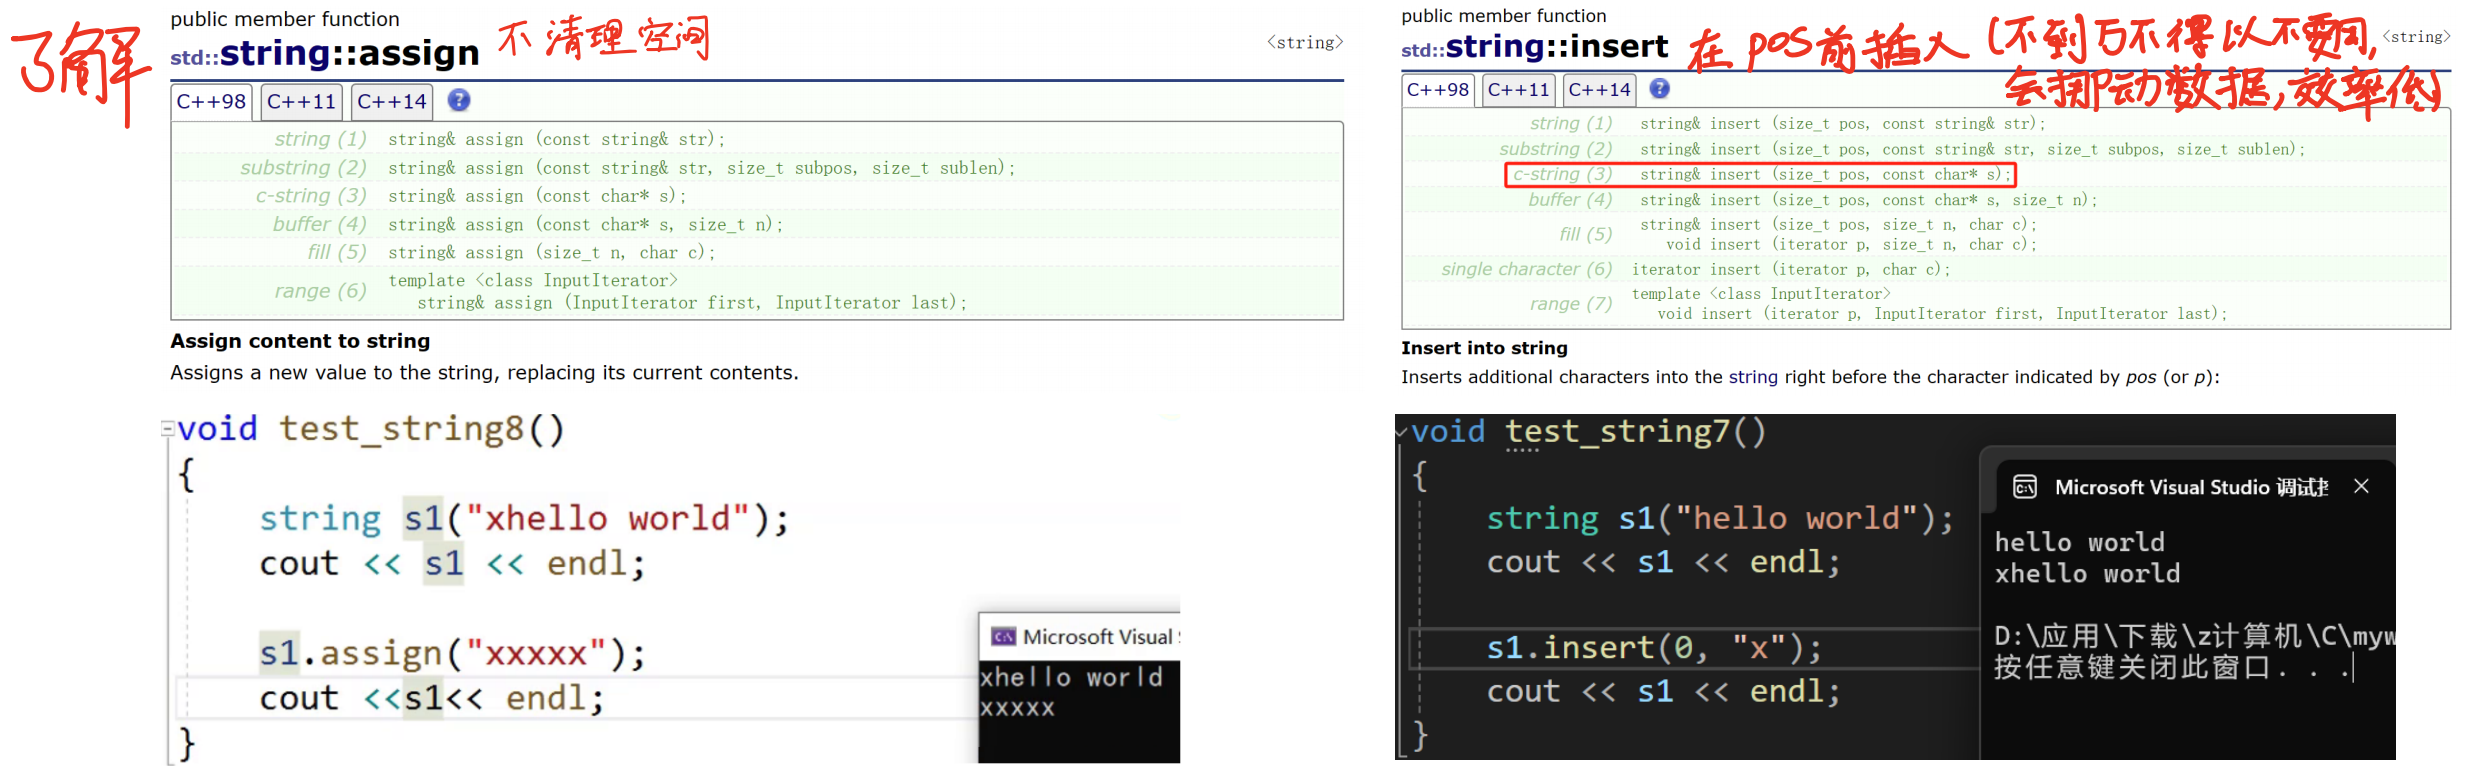 了解
public member function
std::string::assign 不清理空间
<string>
C++98 C++11 C++14 ?
string (1) string& assign (const string& str);
substring (2) string& assign (const string& str, size_t subpos, size_t sublen);
c-string (3) string& assign (const char* s);
buffer (4) string& assign (const char* s, size_t n);
fill (5) string& assign (size_t n, char c);
range (6) template <class InputIterator>
string& assign (InputIterator first, InputIterator last);
Assign content to string
Assigns a new value to the string, replacing its current contents.
void test_string8()
{
string s1("xhello world");
cout << s1 << endl;
s1.assign("xxxxx");
cout <<s1<< endl;
}
Microsoft Visual
xhello world
xxxxx
public member function
std::string::insert 在pos前插入(不到万不得以不要用,
<string>
会挪动数据,效率低)
C++98 C++11 C++14 ?
string (1) string& insert (size_t pos, const string& str);
substring (2) string& insert (size_t pos, const string& str, size_t subpos, size_t sublen);
c-string (3) string& insert (size_t pos, const char* s);
buffer (4) string& insert (size_t pos, const char* s, size_t n);
fill (5) string& insert (size_t pos, size_t n, char c);
void insert (iterator p, size_t n, char c);
single character (6) iterator insert (iterator p, char c);
range (7) template <class InputIterator>
void insert (iterator p, InputIterator first, InputIterator last);
Insert into string
Inserts additional characters into the string right before the character indicated by pos (or p):
void test_string7()
{
string s1("hello world");
cout << s1 << endl;
s1.insert(0, "x");
cout << s1 << endl;
}
Microsoft Visual Studio 调试
hello world
xhello world
D:\应用\下载\z计算机\C\myw
按任意键关闭此窗口. . .